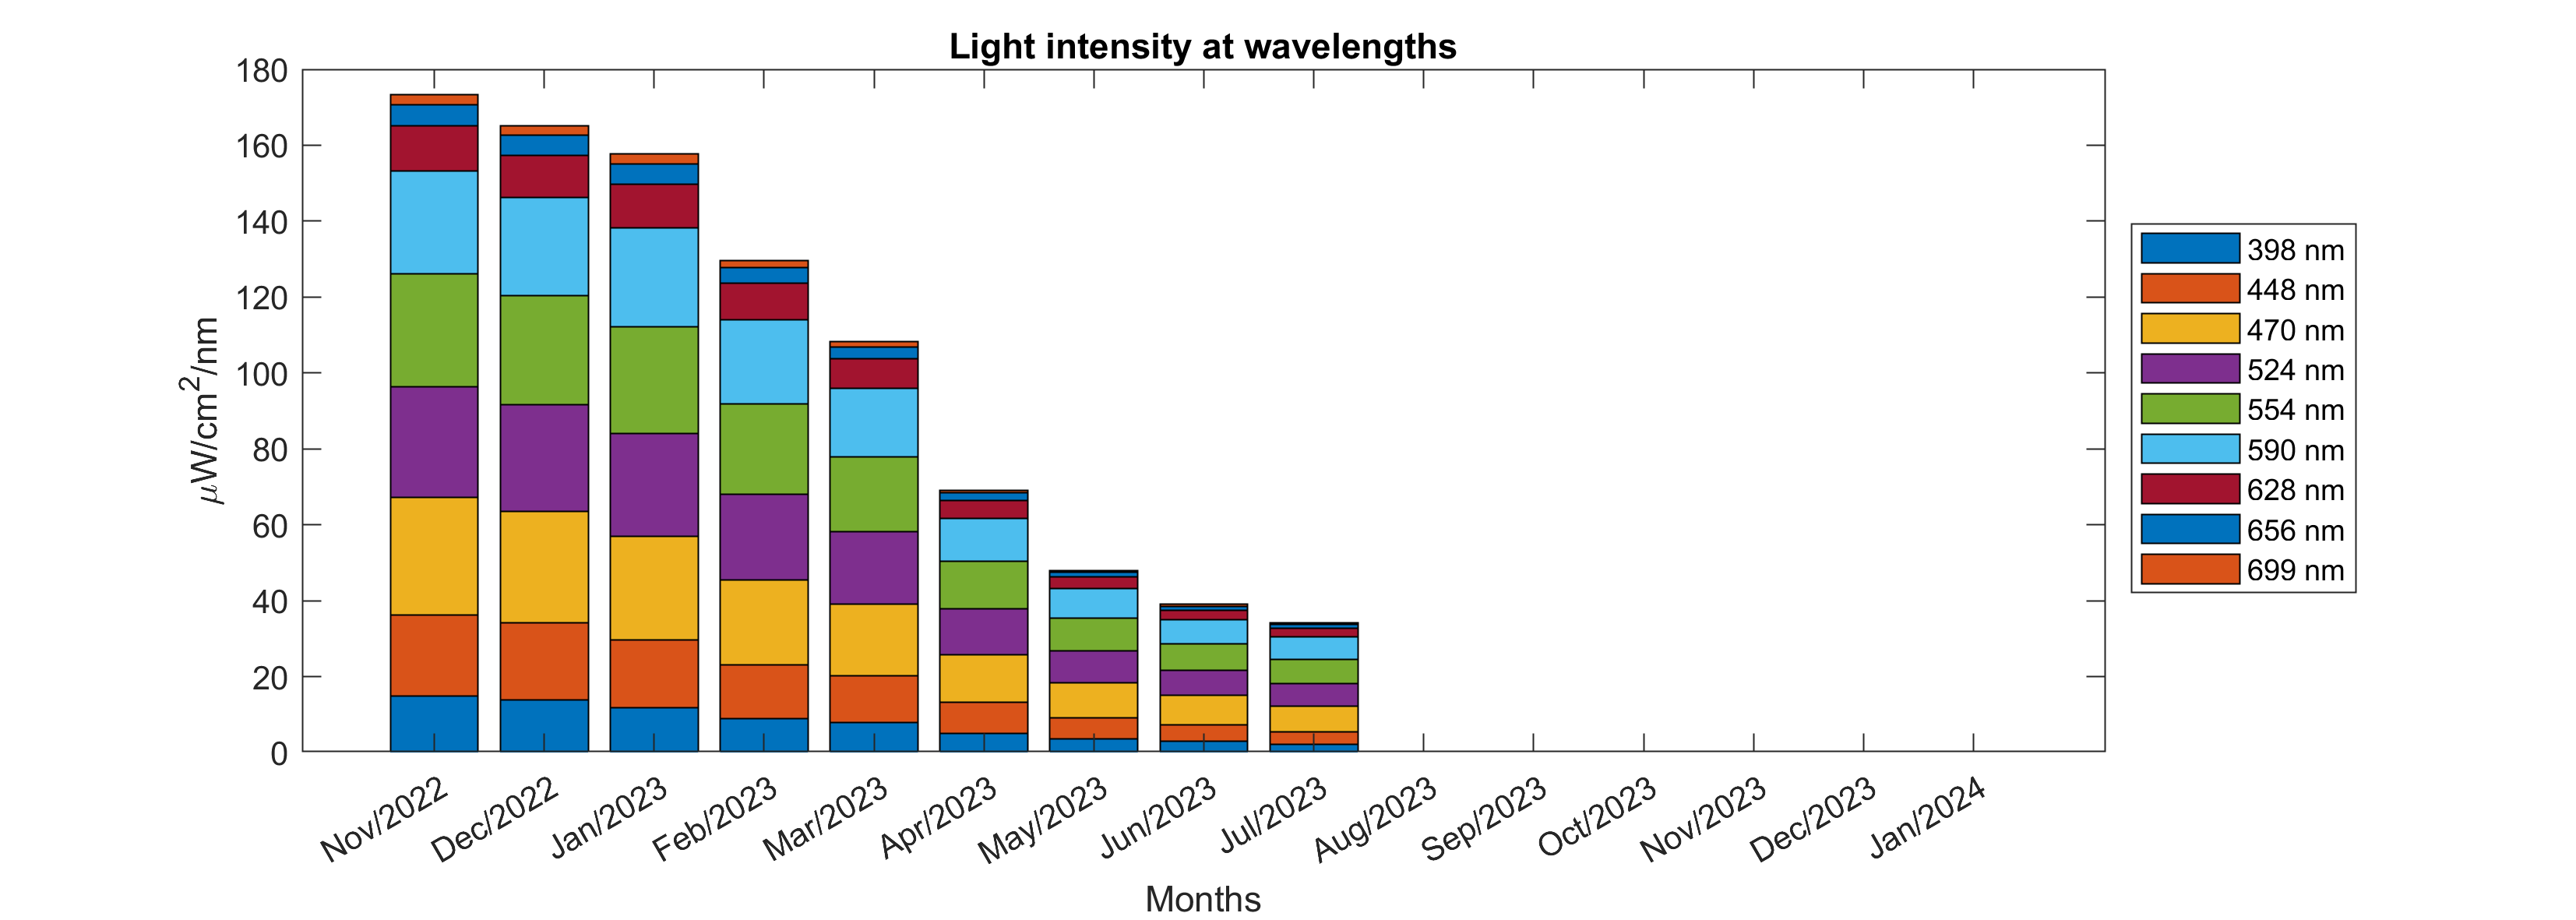 Light intensity at wavelengths
180
160
140
120
100
80
60
40
20
0
μW/cm²/nm
Nov/2022
Dec/2022
Jan/2023
Feb/2023
Mar/2023
Apr/2023
May/2023
Jun/2023
Jul/2023
Aug/2023
Sep/2023
Oct/2023
Nov/2023
Dec/2023
Jan/2024
Months
398 nm
448 nm
470 nm
524 nm
554 nm
590 nm
628 nm
656 nm
699 nm